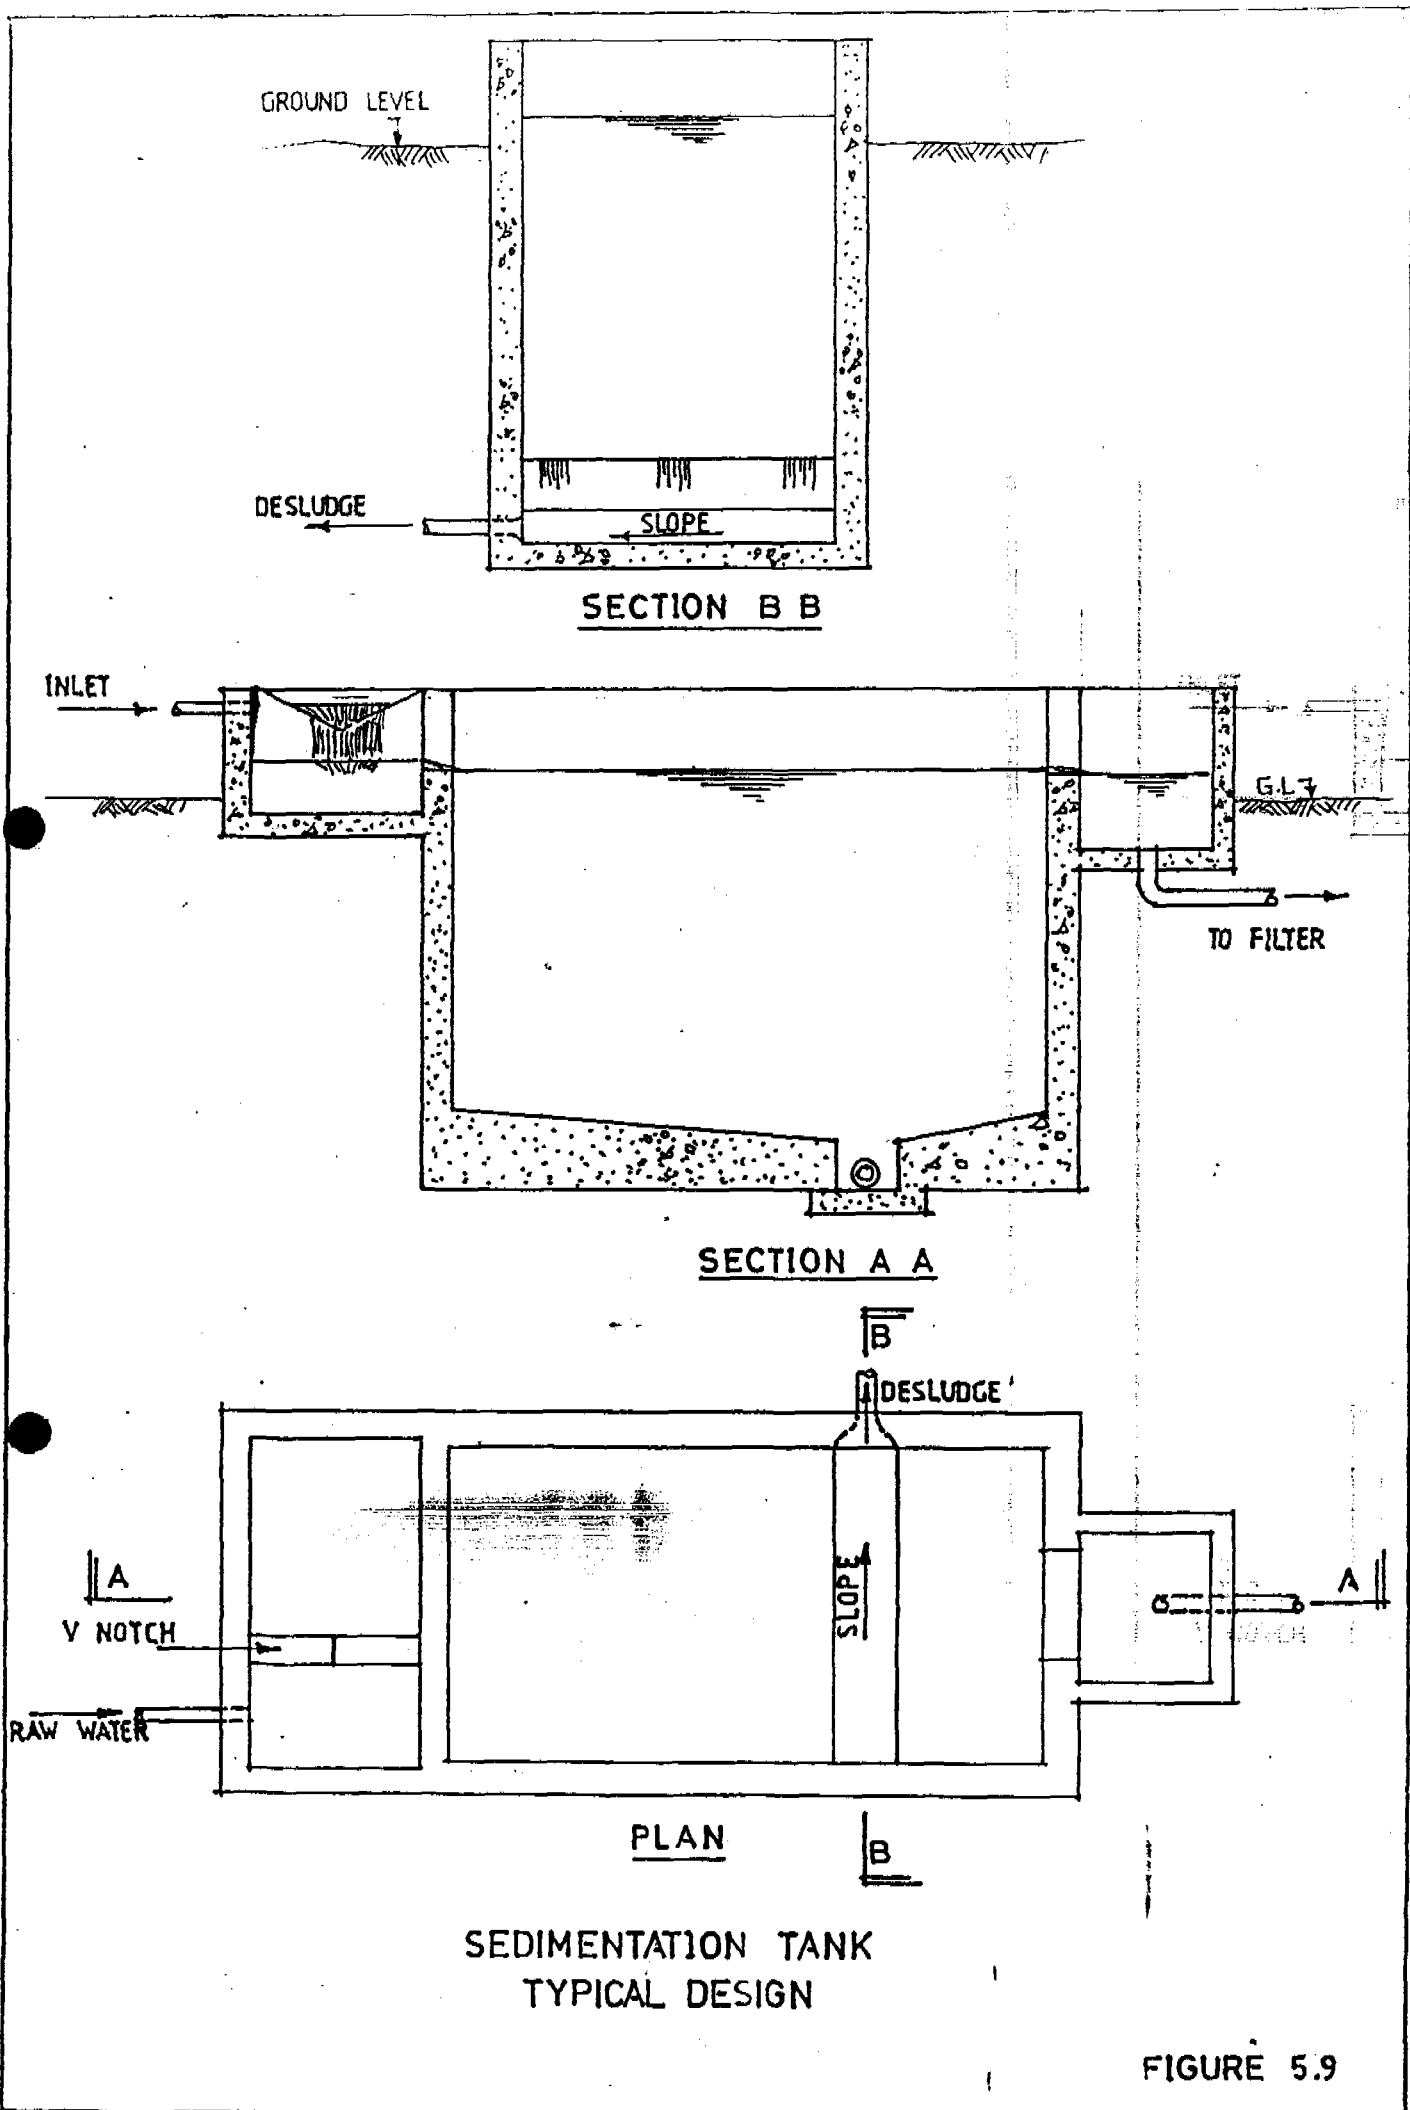 GROUND LEVEL
DESLUDGE
SLOPE
SECTION B B
INLET
G.L
TO FILTER
SECTION A A
B
DESLUDGE
A
A
SLOPE
V NOTCH
RAW WATER
PLAN
B
SEDIMENTATION TANK
TYPICAL DESIGN
FIGURE 5.9